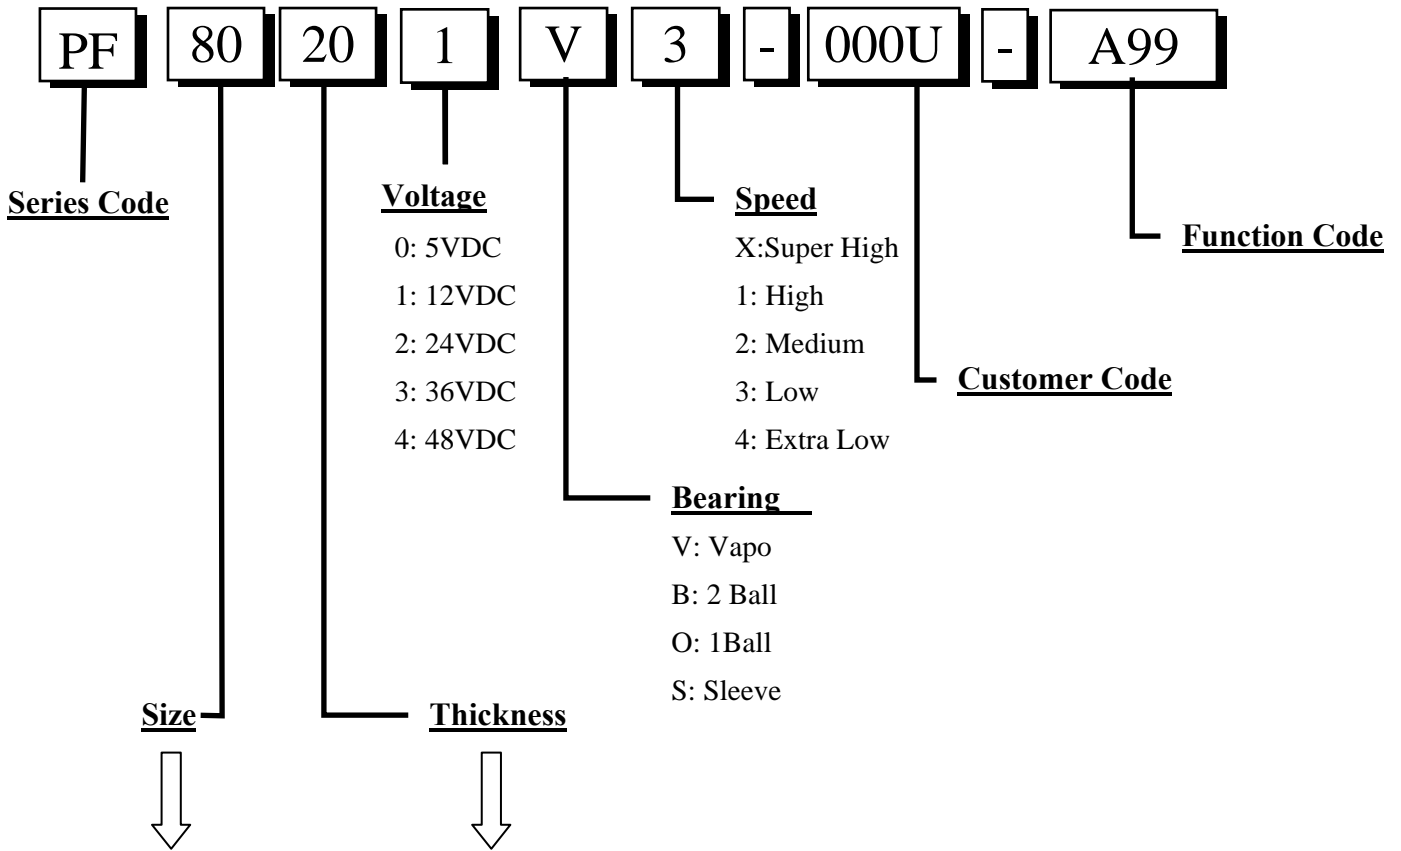 PF 80 20 1 V 3 - 000U - A99
Series Code
Voltage
0: 5VDC
1: 12VDC
2: 24VDC
3: 36VDC
4: 48VDC
Speed
X:Super High
1: High
2: Medium
3: Low
4: Extra Low
Function Code
Customer Code
Bearing
V: Vapo
B: 2 Ball
O: 1Ball
S: Sleeve
Size
Thickness